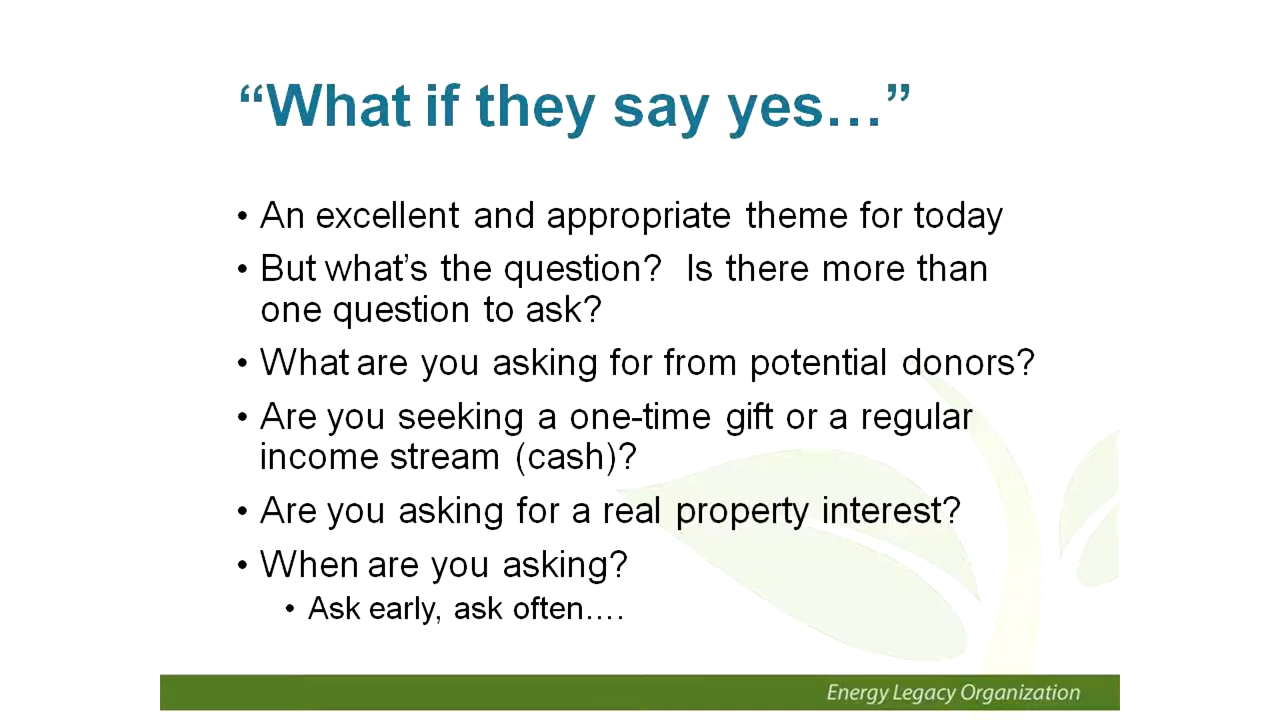 “What if they say yes…”
• An excellent and appropriate theme for today
• But what’s the question?  Is there more than
one question to ask?
• What are you asking for from potential donors?
• Are you seeking a one-time gift or a regular
income stream (cash)?
• Are you asking for a real property interest?
• When are you asking?
• Ask early, ask often….
Energy Legacy Organization